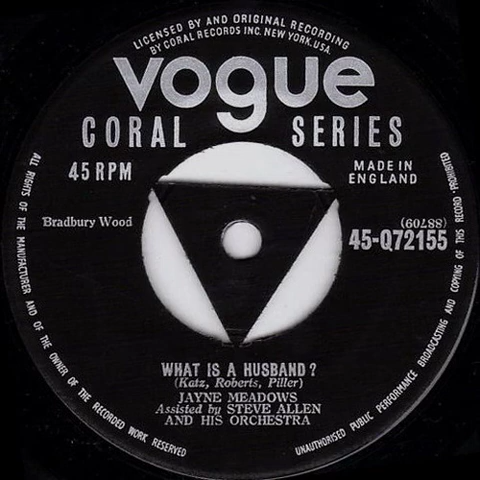 LICENSED BY AND ORIGINAL RECORDING
BY CORAL RECORDS INC. NEW YORK, U.S.A.
vogue
CORAL SERIES
45 RPM
MADE IN
ENGLAND
Bradbury Wood
(88760)
45-Q72155
WHAT IS A HUSBAND?
(Katz, Roberts, Piller)
JAYNE MEADOWS
Assisted by STEVE ALLEN
AND HIS ORCHESTRA
ALL RIGHTS OF THE MANUFACTURER AND OF THE OWNER OF THE RECORDED WORK RESERVED
UNAUTHORISED PUBLIC PERFORMANCE BROADCASTING AND COPYING OF THIS RECORD PROHIBITED